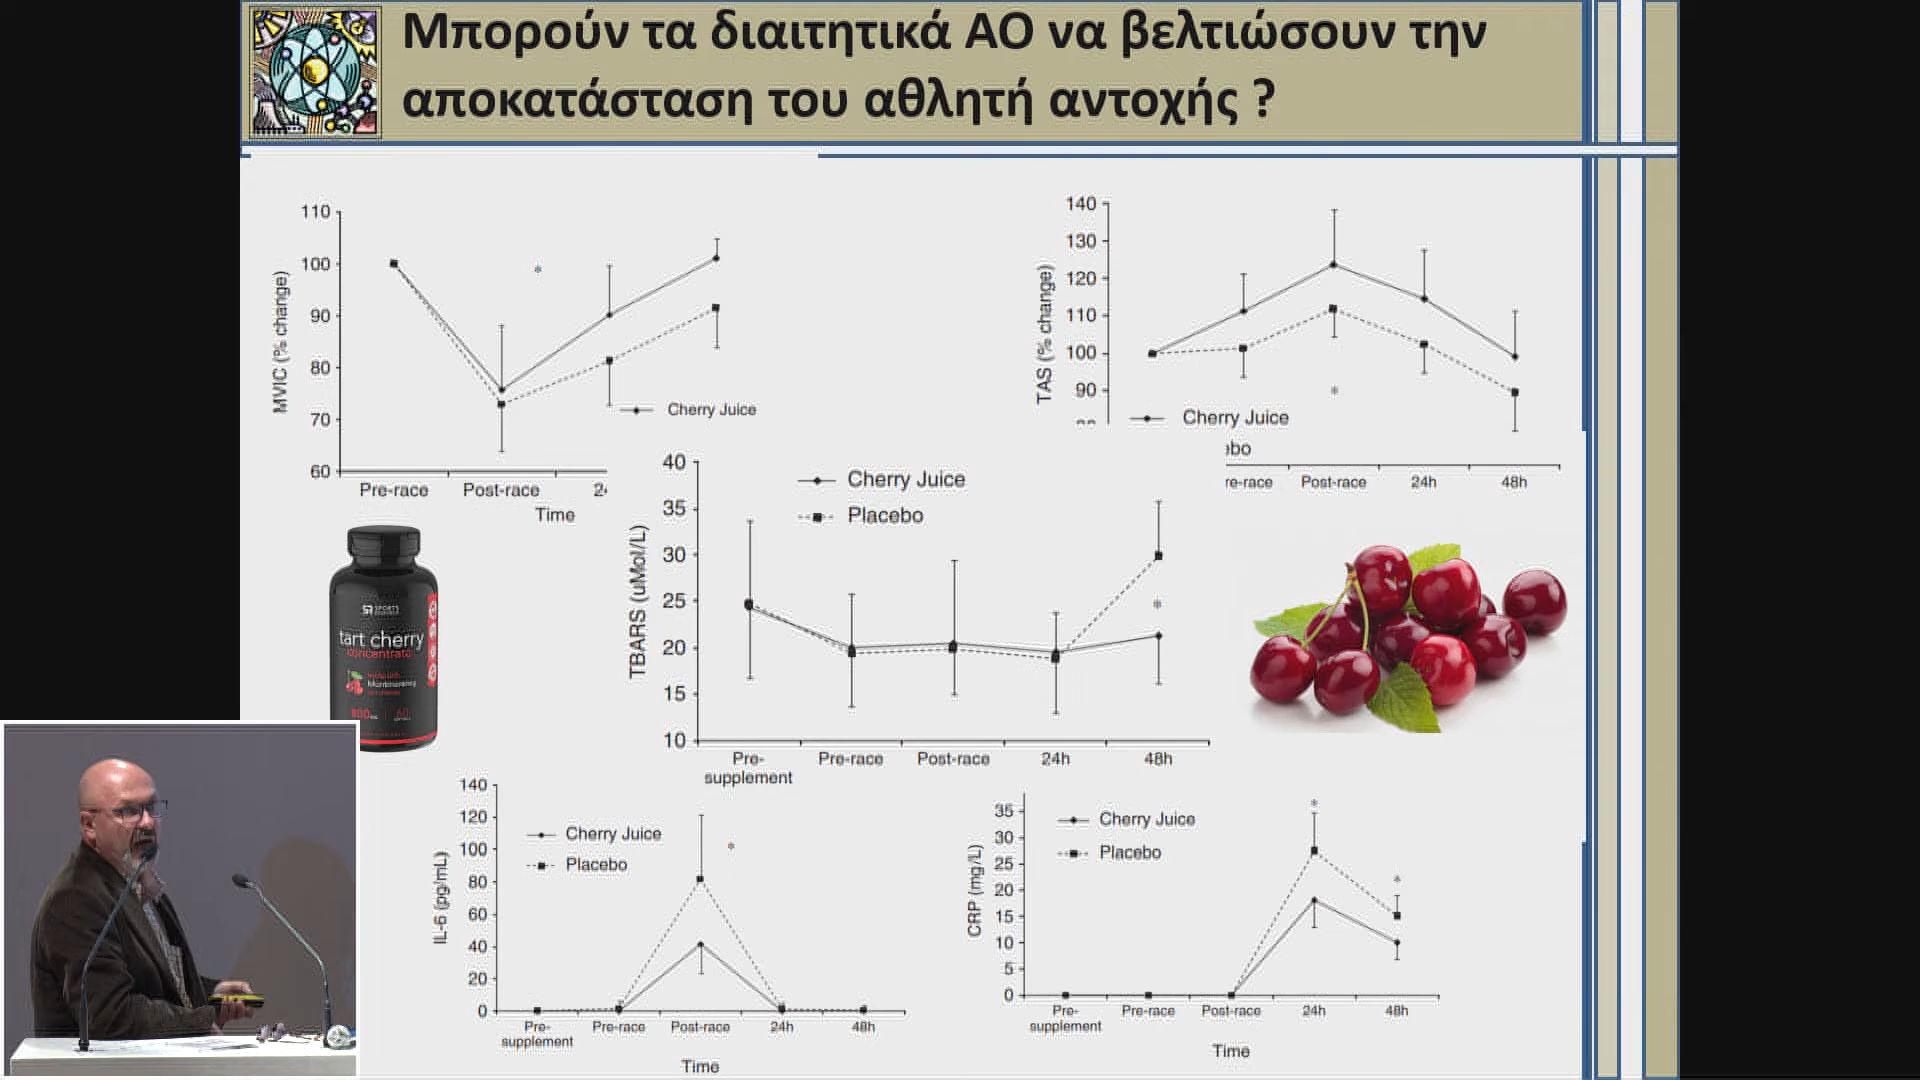 Μπορούν τα διαιτητικά ΑΟ να βελτιώσουν την
αποκατάσταση του αθλητή αντοχής ?
110
100
90
80
70
60
MVIC (% change)
*
Cherry Juice
Pre-race Post-race
Time
140
130
120
110
100
90
TAS (% change)
*
Cherry Juice
Post-race 24h 48h
40
35
30
25
20
15
10
TBARS (uMol/L)
Cherry Juice
Placebo
*
Pre-supplement Pre-race Post-race 24h 48h
SPORTS
tart cherry
concentrate
140
120
100
80
60
40
20
0
IL-6 (pg/mL)
Cherry Juice
Placebo
*
Pre-supplement Pre-race Post-race 24h 48h
Time
35
30
25
20
15
10
5
0
CRP (mg/L)
Cherry Juice
Placebo
*
*
Pre-supplement Pre-race Post-race 24h 48h
Time